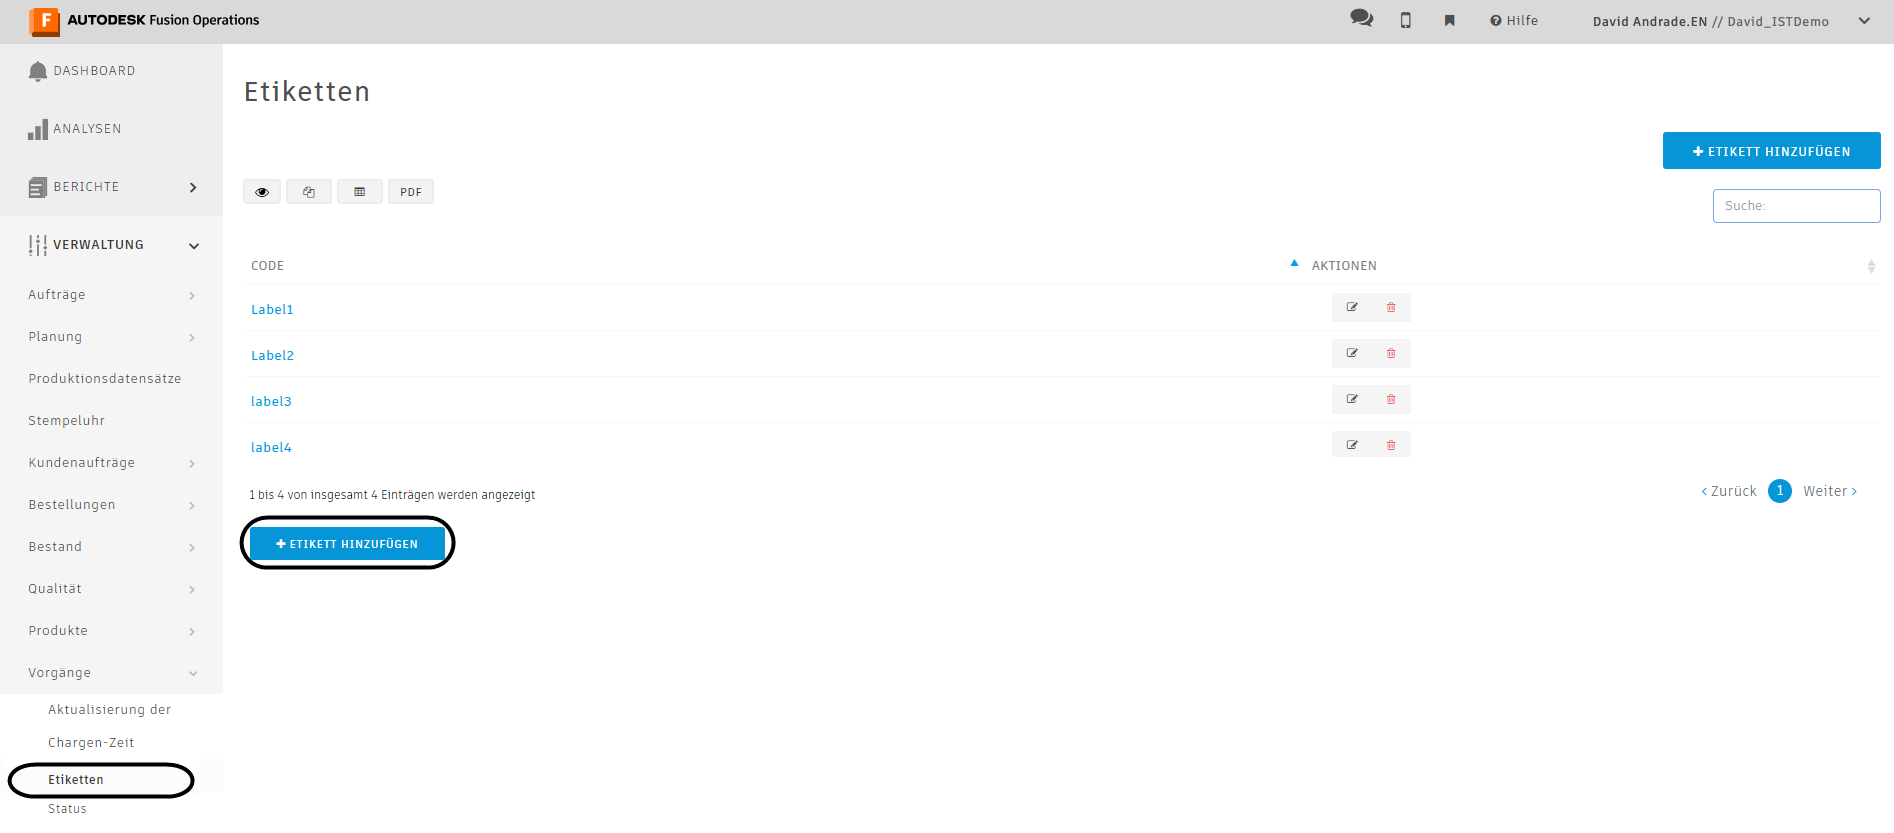 F AUTODESK Fusion Operations
Hilfe
David Andrade.EN // David_ISTDemo
DASHBOARD
ANALYSEN
BERICHTE
VERWALTUNG
Aufträge
Planung
Produktionsdatensätze
Stempeluhr
Kundenaufträge
Bestellungen
Bestand
Qualität
Produkte
Vorgänge
Aktualisierung der
Chargen-Zeit
Etiketten
Status
Etiketten
+ ETIKETT HINZUFÜGEN
PDF
Suche:
CODE AKTIONEN
Label1
Label2
label3
label4
1 bis 4 von insgesamt 4 Einträgen werden angezeigt
< Zurück 1 Weiter >
+ ETIKETT HINZUFÜGEN